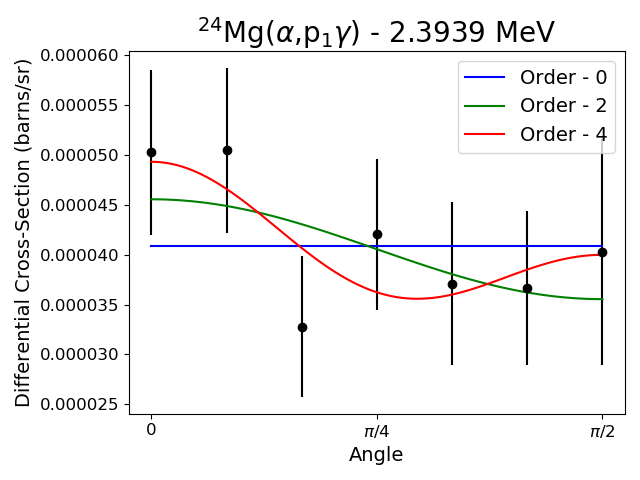 ²⁴Mg(α,p₁γ) - 2.3939 MeV
Differential Cross-Section (barns/sr)
0.000060
0.000055
0.000050
0.000045
0.000040
0.000035
0.000030
0.000025
Order - 0
Order - 2
Order - 4
0
π/4
π/2
Angle